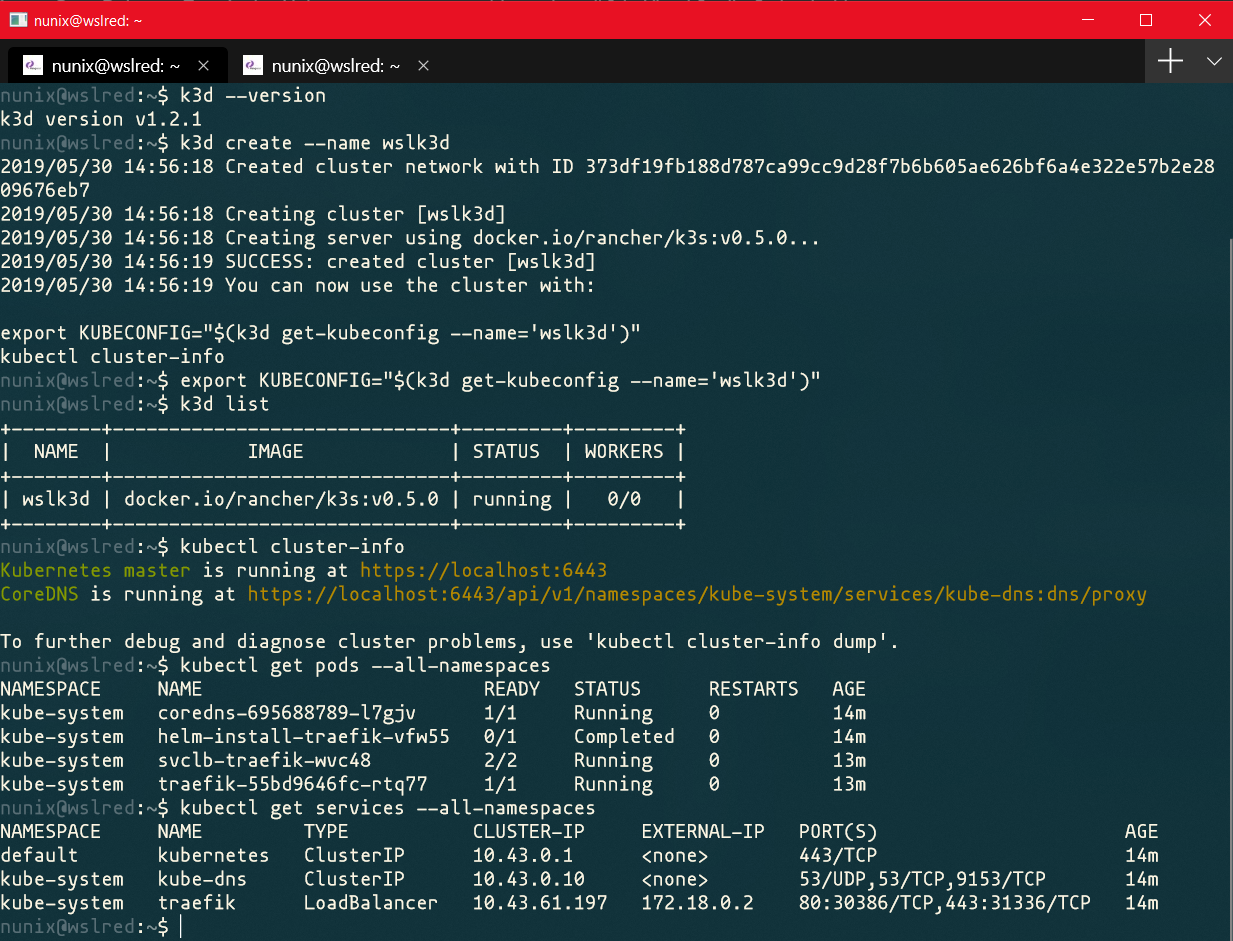 nunix@wslred: ~
nunix@wslred: ~
nunix@wslred: ~
nunix@wslred:~$ k3d --version
k3d version v1.2.1
nunix@wslred:~$ k3d create --name wslk3d
2019/05/30 14:56:18 Created cluster network with ID 373df19fb188d787ca99cc9d28f7b6b605ae626bf6a4e322e57b2e28
09676eb7
2019/05/30 14:56:18 Creating cluster [wslk3d]
2019/05/30 14:56:18 Creating server using docker.io/rancher/k3s:v0.5.0...
2019/05/30 14:56:19 SUCCESS: created cluster [wslk3d]
2019/05/30 14:56:19 You can now use the cluster with:

export KUBECONFIG="$(k3d get-kubeconfig --name='wslk3d')"
kubectl cluster-info
nunix@wslred:~$ export KUBECONFIG="$(k3d get-kubeconfig --name='wslk3d')"
nunix@wslred:~$ k3d list
+--------+------------------------------+---------+---------+
|  NAME  |            IMAGE             | STATUS  | WORKERS |
+--------+------------------------------+---------+---------+
| wslk3d | docker.io/rancher/k3s:v0.5.0 | running |   0/0   |
+--------+------------------------------+---------+---------+
nunix@wslred:~$ kubectl cluster-info
Kubernetes master is running at https://localhost:6443
CoreDNS is running at https://localhost:6443/api/v1/namespaces/kube-system/services/kube-dns:dns/proxy

To further debug and diagnose cluster problems, use 'kubectl cluster-info dump'.
nunix@wslred:~$ kubectl get pods --all-namespaces
NAMESPACE     NAME                         READY   STATUS      RESTARTS   AGE
kube-system   coredns-695688789-l7gjv      1/1     Running     0          14m
kube-system   helm-install-traefik-vfw55   0/1     Completed   0          14m
kube-system   svclb-traefik-wvc48          2/2     Running     0          13m
kube-system   traefik-55bd9646fc-rtq77     1/1     Running     0          13m
nunix@wslred:~$ kubectl get services --all-namespaces
NAMESPACE     NAME         TYPE           CLUSTER-IP     EXTERNAL-IP   PORT(S)                      AGE
default       kubernetes   ClusterIP      10.43.0.1      <none>        443/TCP                      14m
kube-system   kube-dns     ClusterIP      10.43.0.10     <none>        53/UDP,53/TCP,9153/TCP       14m
kube-system   traefik      LoadBalancer   10.43.61.197   172.18.0.2    80:30386/TCP,443:31336/TCP   14m
nunix@wslred:~$